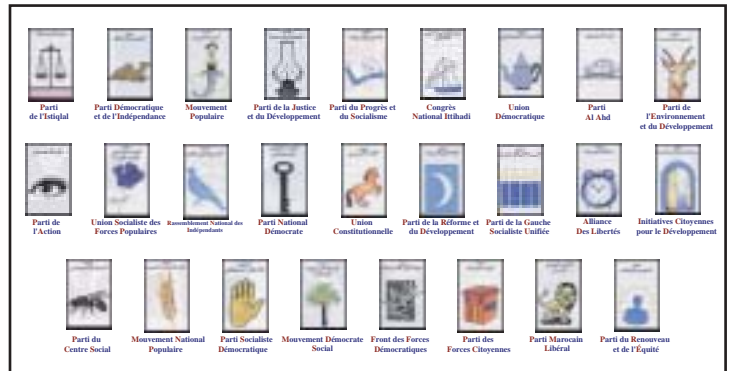 Parti
de l'Istiqlal
Parti Démocratique
et de l'Indépendance
Mouvement
Populaire
Parti de la Justice
et du Développement
Parti du Progrès et
du Socialisme
Congrès
National Ittihadi
Union
Démocratique
Parti
Al Ahd
Parti de
l'Environnement
et du Développement
Parti de
l'Action
Union Socialiste des
Forces Populaires
Rassemblement National des
Indépendants
Parti National
Démocrate
Union
Constitutionnelle
Parti de la Réforme et
du Développement
Parti de la Gauche
Socialiste Unifiée
Alliance
Des Libertés
Initiatives Citoyennes
pour le Développement
Parti du
Centre Social
Mouvement National
Populaire
Parti Socialiste
Démocratique
Mouvement Démocrate
Social
Front des Forces
Démocratiques
Parti des
Forces Citoyennes
Parti Marocain
Libéral
Parti du Renouveau
et de l'Équité